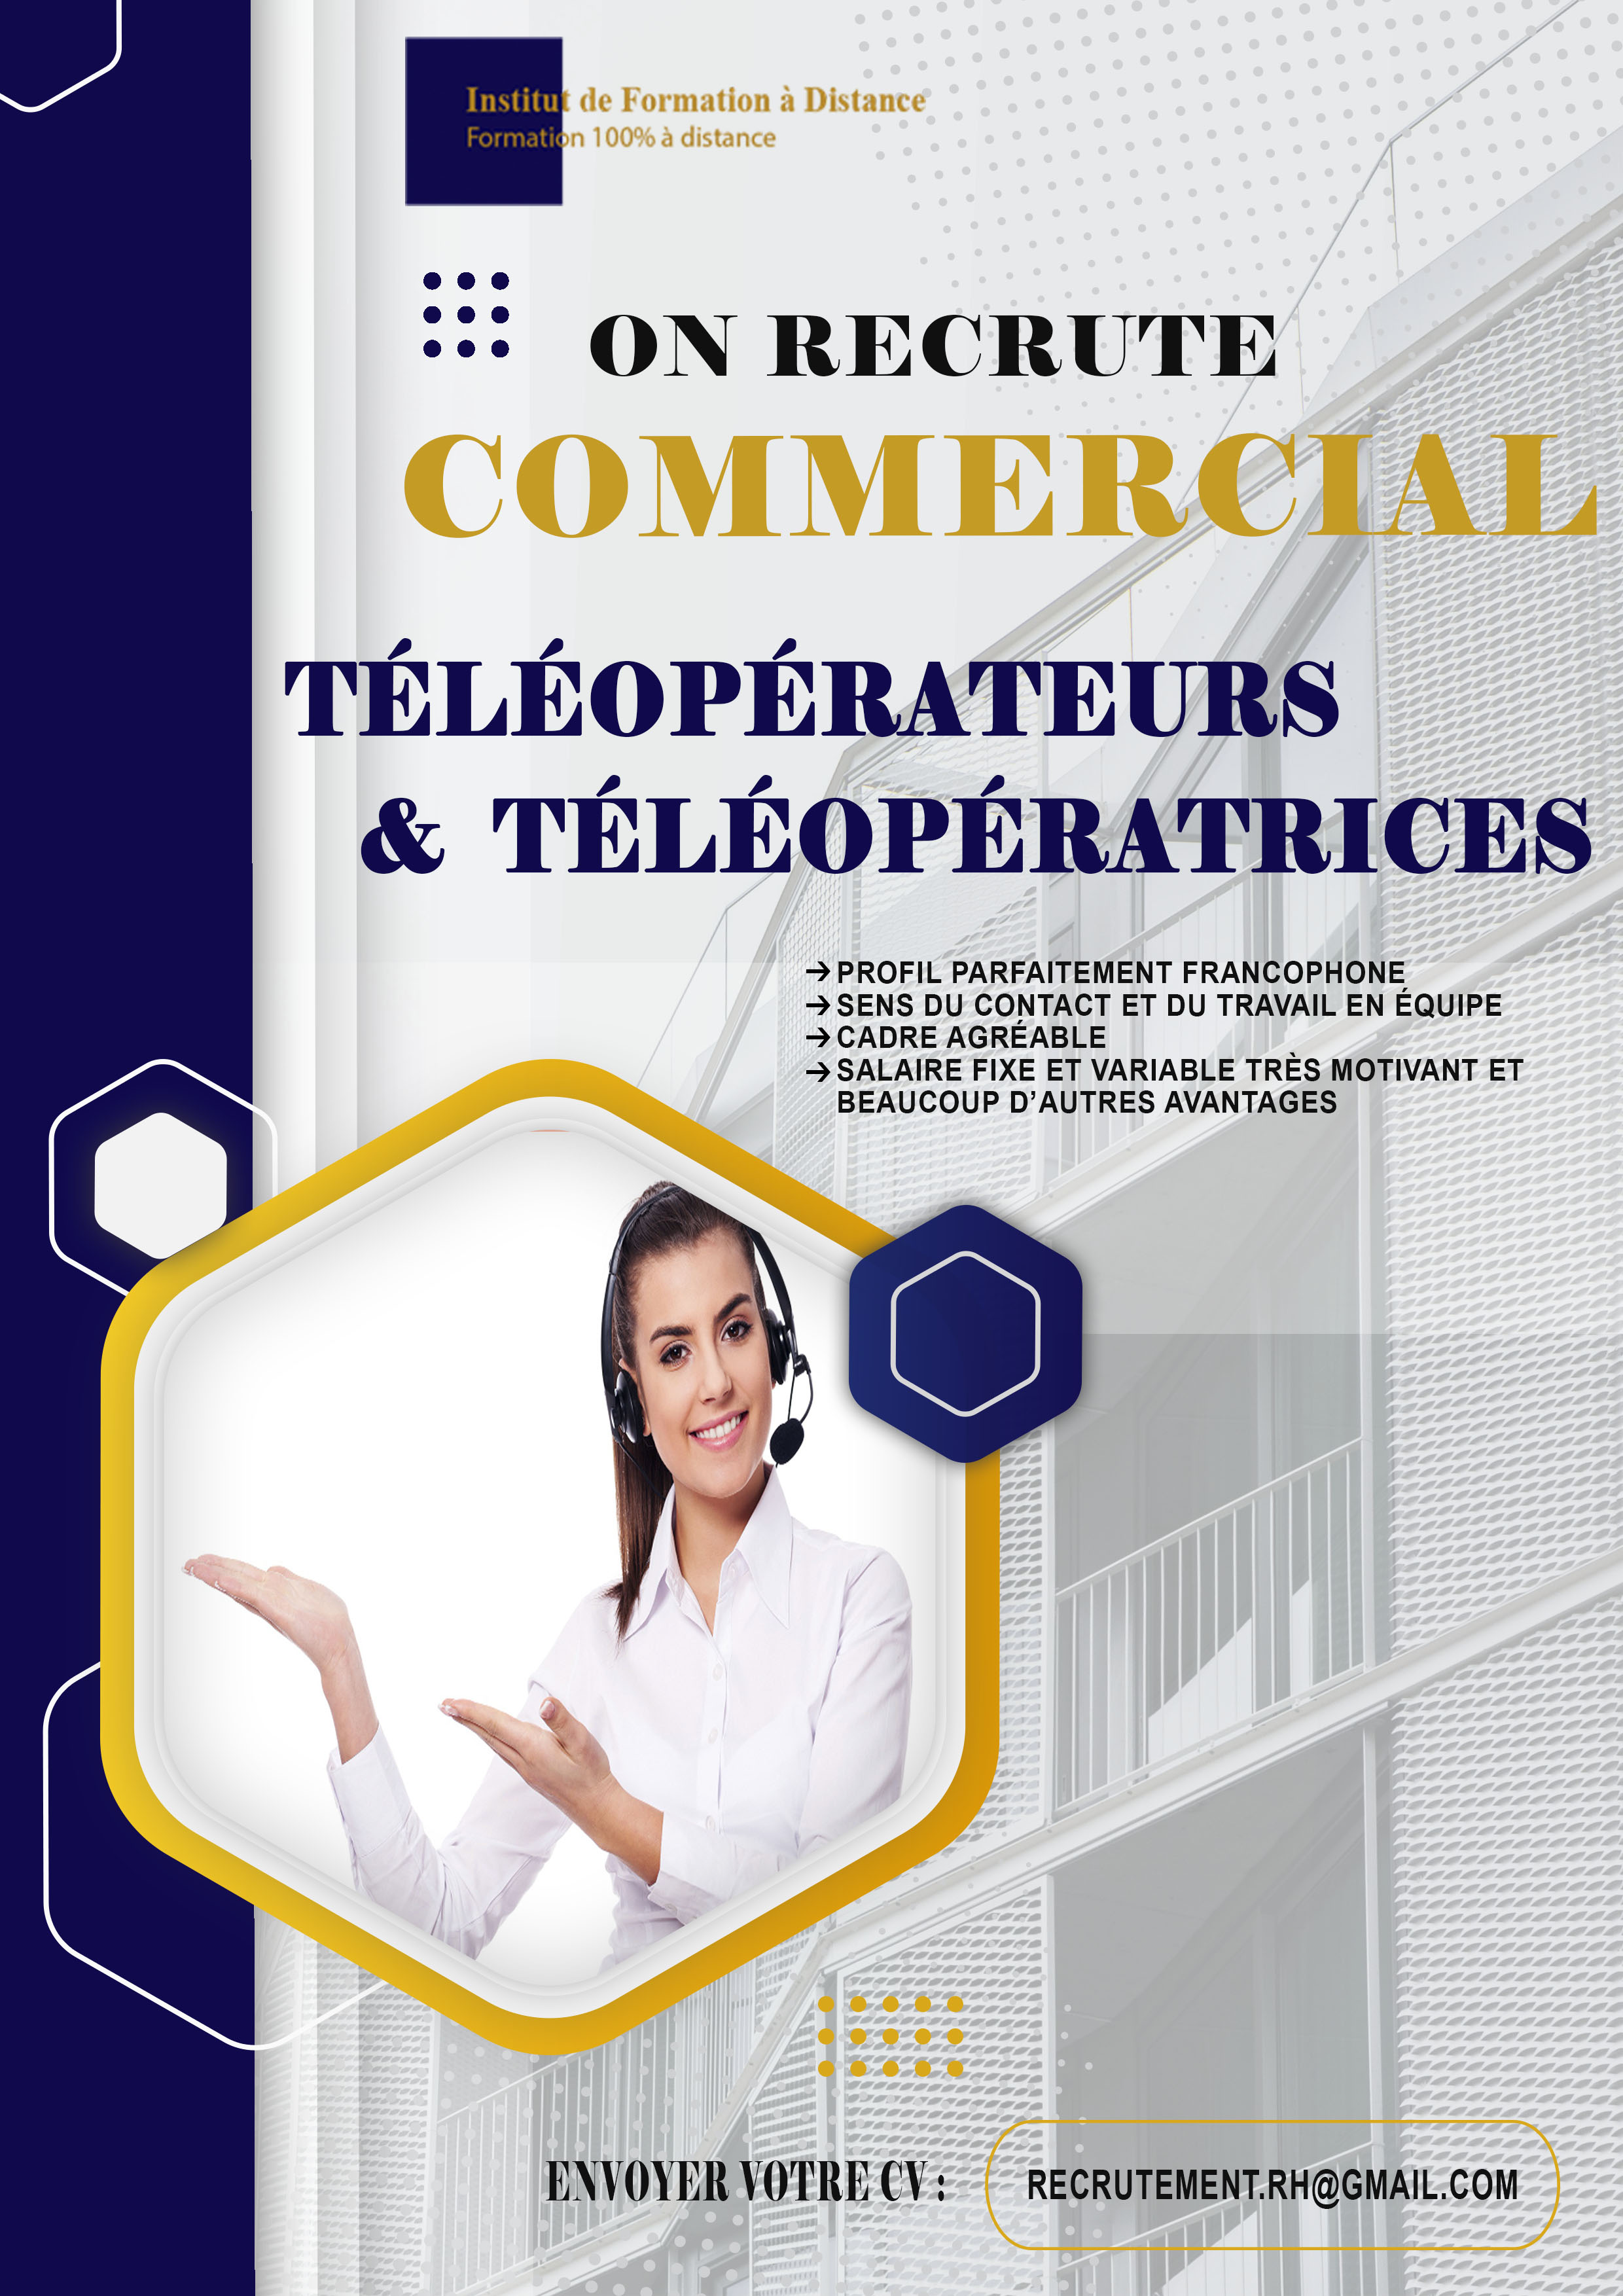 Institut de Formation à Distance
Formation 100% à distance
ON RECRUTE
COMMERCIAL
TÉLÉOPÉRATEURS
& TÉLÉOPÉRATRICES
→ PROFIL PARFAITEMENT FRANCOPHONE
→ SENS DU CONTACT ET DU TRAVAIL EN ÉQUIPE
→ CADRE AGRÉABLE
→ SALAIRE FIXE ET VARIABLE TRÈS MOTIVANT ET
BEAUCOUP D’AUTRES AVANTAGES
ENVOYER VOTRE CV :
RECRUTEMENT.RH@GMAIL.COM